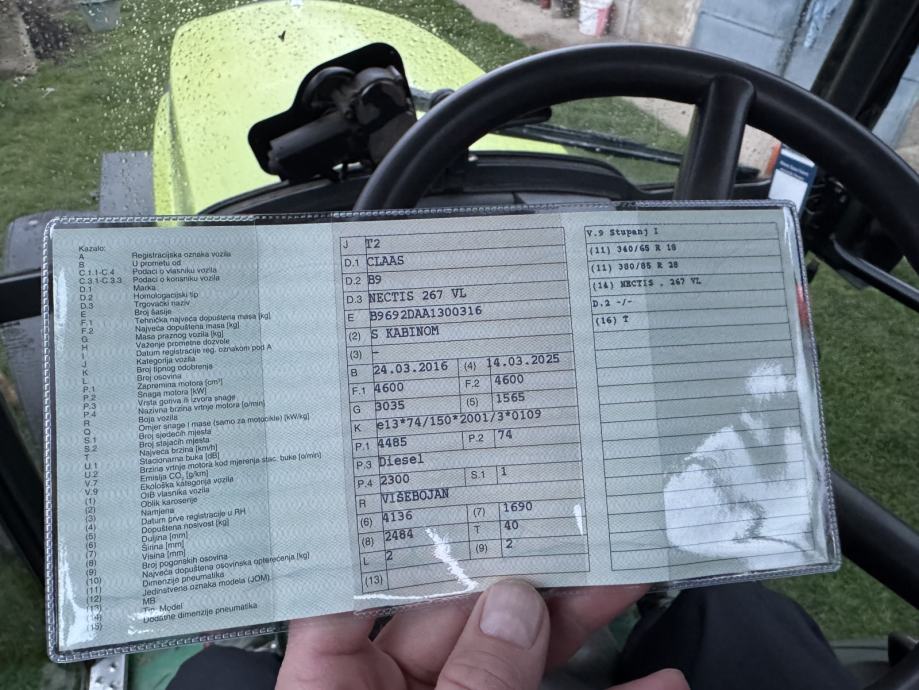 Kazalo:
A Registracijska oznaka vozila
B U prometu od
C.1.1-C.4 Podaci o vlasniku vozila
C.3.1-C.3.3 Podaci o korisniku vozila
D.1 Marka
D.2 Homologacijski tip
D.3 Trgovački naziv
E Broj šasije
F.1 Tehnička najveća dopuštena masa [kg]
F.2 Najveća dopuštena masa [kg]
G Masa praznog vozila [kg]
H Važenje prometne dozvole
I Datum registracije reg. oznakom pod A
J Kategorija vozila
K Broj tipnog odobrenja
L Broj osovina
P.1 Zapremina motora [cm³]
P.2 Snaga motora [kW]
P.3 Vrsta goriva ili izvora snage
P.4 Nazivna brzina vrtnje motora [o/min]
R Boja vozila
Q Omjer snage i mase (samo za motocikle) [kW/kg]
S.1 Broj sjedećih mjesta
S.2 Broj stajaćih mjesta
T Najveća brzina [km/h]
U.1 Stacionarna buka [dB]
U.2 Brzina vrtnje motora kod mjerenja stac. buke [o/min]
V.7 Emisija CO₂ [g/km]
V.9 Ekološka kategorija vozila
(1) OIB vlasnika vozila
(2) Oblik karoserije
(3) Namjena
(4) Datum prve registracije u RH
(5) Dopuštena nosivost [kg]
(6) Duljina [mm]
(7) Širina [mm]
(8) Visina [mm]
(9) Broj pogonskih osovina
(10) Najveća dopuštena osovinska opterećenja [kg]
(11) Dimenzije pneumatika
(12) Jedinstvena oznaka modela (JOM)
(13) MB
(14) Tip, Model
(15) Dodatne dimenzije pneumatika
J T2
D.1 CLAAS
D.2 B9
D.3 NECTIS 267 VL
E B9692DAA1300316
(2) S KABINOM
(3) -
B 24.03.2016 (4) 14.03.2025
F.1 4600 F.2 4600
G 3035 (5) 1565
K e13*74/150*2001/3*0109
P.1 4485 P.2 74
P.3 Diesel
P.4 2300 S.1 1
R VIŠEBOJAN
(6) 4136 (7) 1690
(8) 2484 T 40
L 2 (9) 2
(13)
V.9 Stupanj I
(11) 340/65 R 18
(11) 380/85 R 28
(14) NECTIS , 267 VL
D.2 -/-
(16) T